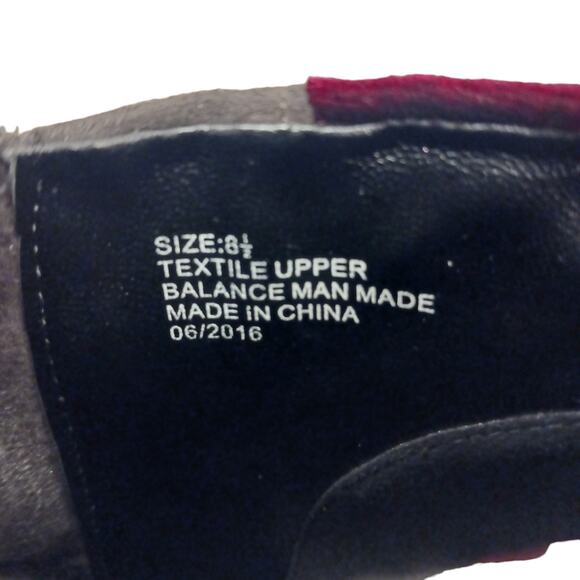 SIZE:8½
TEXTILE UPPER
BALANCE MAN MADE
MADE IN CHINA
06/2016